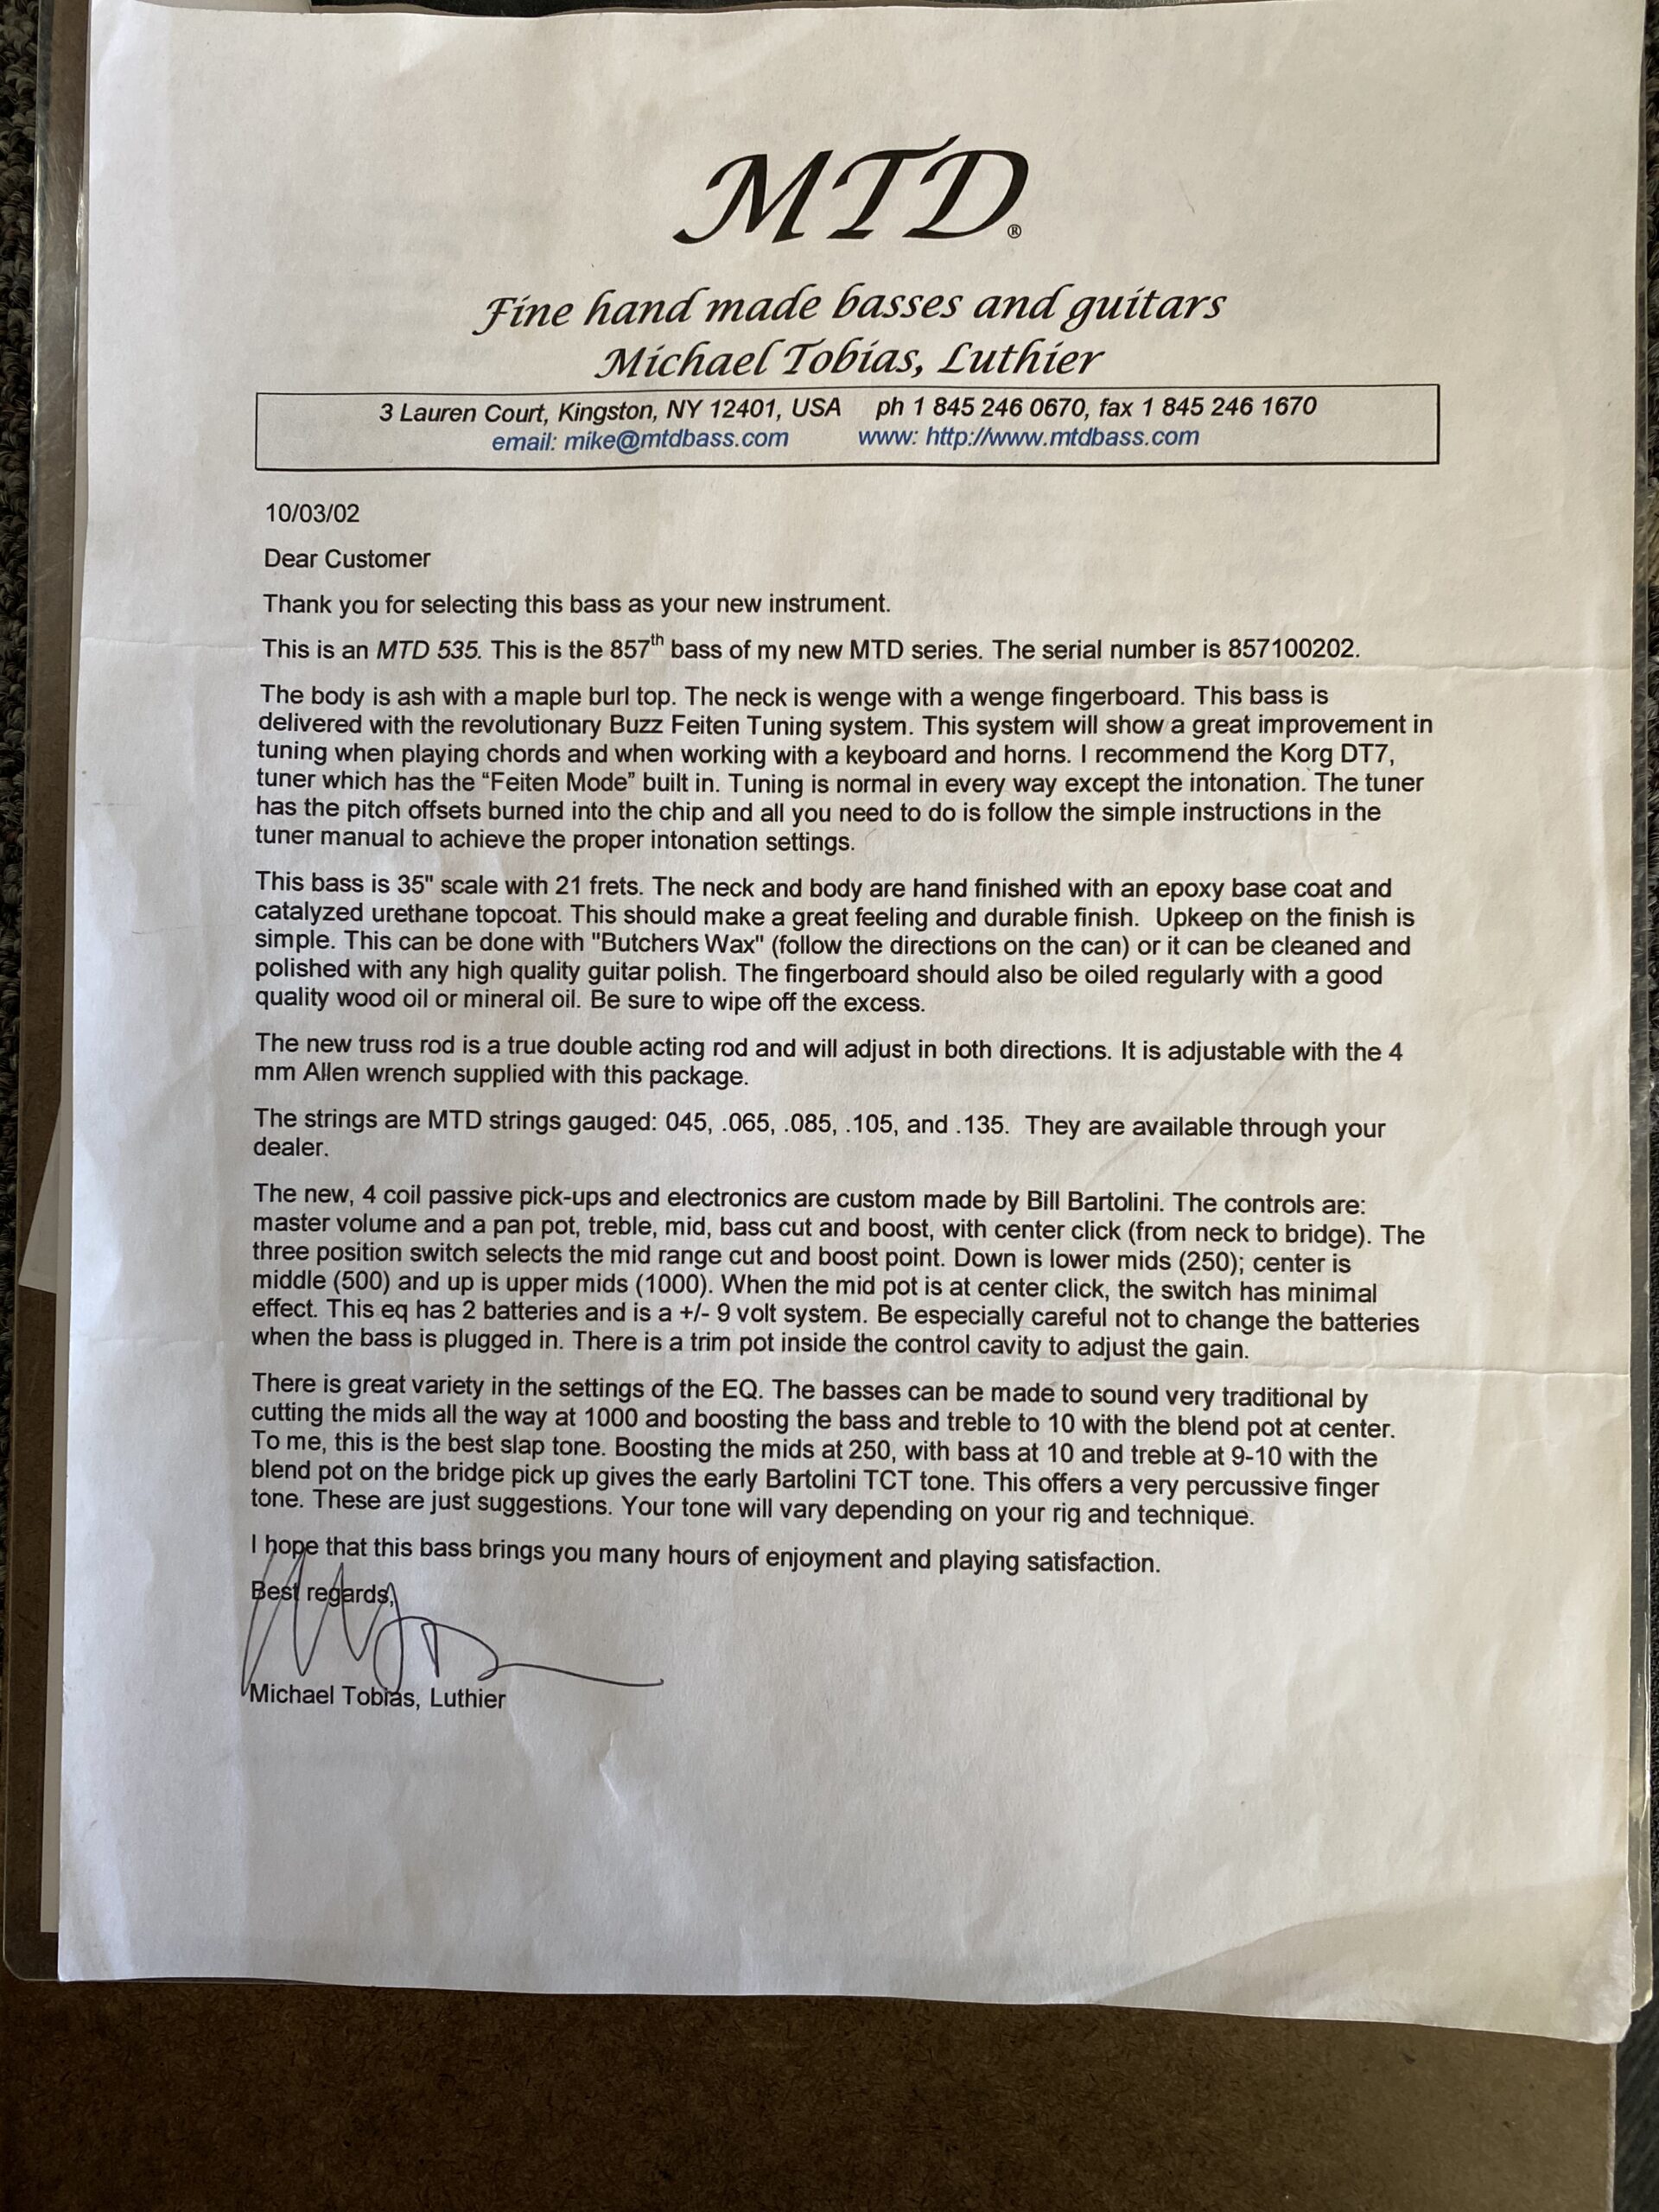 MTD®
Fine hand made basses and guitars
Michael Tobias, Luthier
3 Lauren Court, Kingston, NY 12401, USA ph 1 845 246 0670, fax 1 845 246 1670
email: mike@mtdbass.com www: http://www.mtdbass.com
10/03/02
Dear Customer
Thank you for selecting this bass as your new instrument.
This is an MTD 535. This is the 857th bass of my new MTD series. The serial number is 857100202.
The body is ash with a maple burl top. The neck is wenge with a wenge fingerboard. This bass is
delivered with the revolutionary Buzz Feiten Tuning system. This system will show a great improvement in
tuning when playing chords and when working with a keyboard and horns. I recommend the Korg DT7,
tuner which has the “Feiten Mode” built in. Tuning is normal in every way except the intonation. The tuner
has the pitch offsets burned into the chip and all you need to do is follow the simple instructions in the
tuner manual to achieve the proper intonation settings.
This bass is 35" scale with 21 frets. The neck and body are hand finished with an epoxy base coat and
catalyzed urethane topcoat. This should make a great feeling and durable finish. Upkeep on the finish is
simple. This can be done with "Butchers Wax" (follow the directions on the can) or it can be cleaned and
polished with any high quality guitar polish. The fingerboard should also be oiled regularly with a good
quality wood oil or mineral oil. Be sure to wipe off the excess.
The new truss rod is a true double acting rod and will adjust in both directions. It is adjustable with the 4
mm Allen wrench supplied with this package.
The strings are MTD strings gauged: 045, .065, .085, .105, and .135. They are available through your
dealer.
The new, 4 coil passive pick-ups and electronics are custom made by Bill Bartolini. The controls are:
master volume and a pan pot, treble, mid, bass cut and boost, with center click (from neck to bridge). The
three position switch selects the mid range cut and boost point. Down is lower mids (250); center is
middle (500) and up is upper mids (1000). When the mid pot is at center click, the switch has minimal
effect. This eq has 2 batteries and is a +/- 9 volt system. Be especially careful not to change the batteries
when the bass is plugged in. There is a trim pot inside the control cavity to adjust the gain.
There is great variety in the settings of the EQ. The basses can be made to sound very traditional by
cutting the mids all the way at 1000 and boosting the bass and treble to 10 with the blend pot at center.
To me, this is the best slap tone. Boosting the mids at 250, with bass at 10 and treble at 9-10 with the
blend pot on the bridge pick up gives the early Bartolini TCT tone. This offers a very percussive finger
tone. These are just suggestions. Your tone will vary depending on your rig and technique.
I hope that this bass brings you many hours of enjoyment and playing satisfaction.
Best regards,
Michael Tobias, Luthier